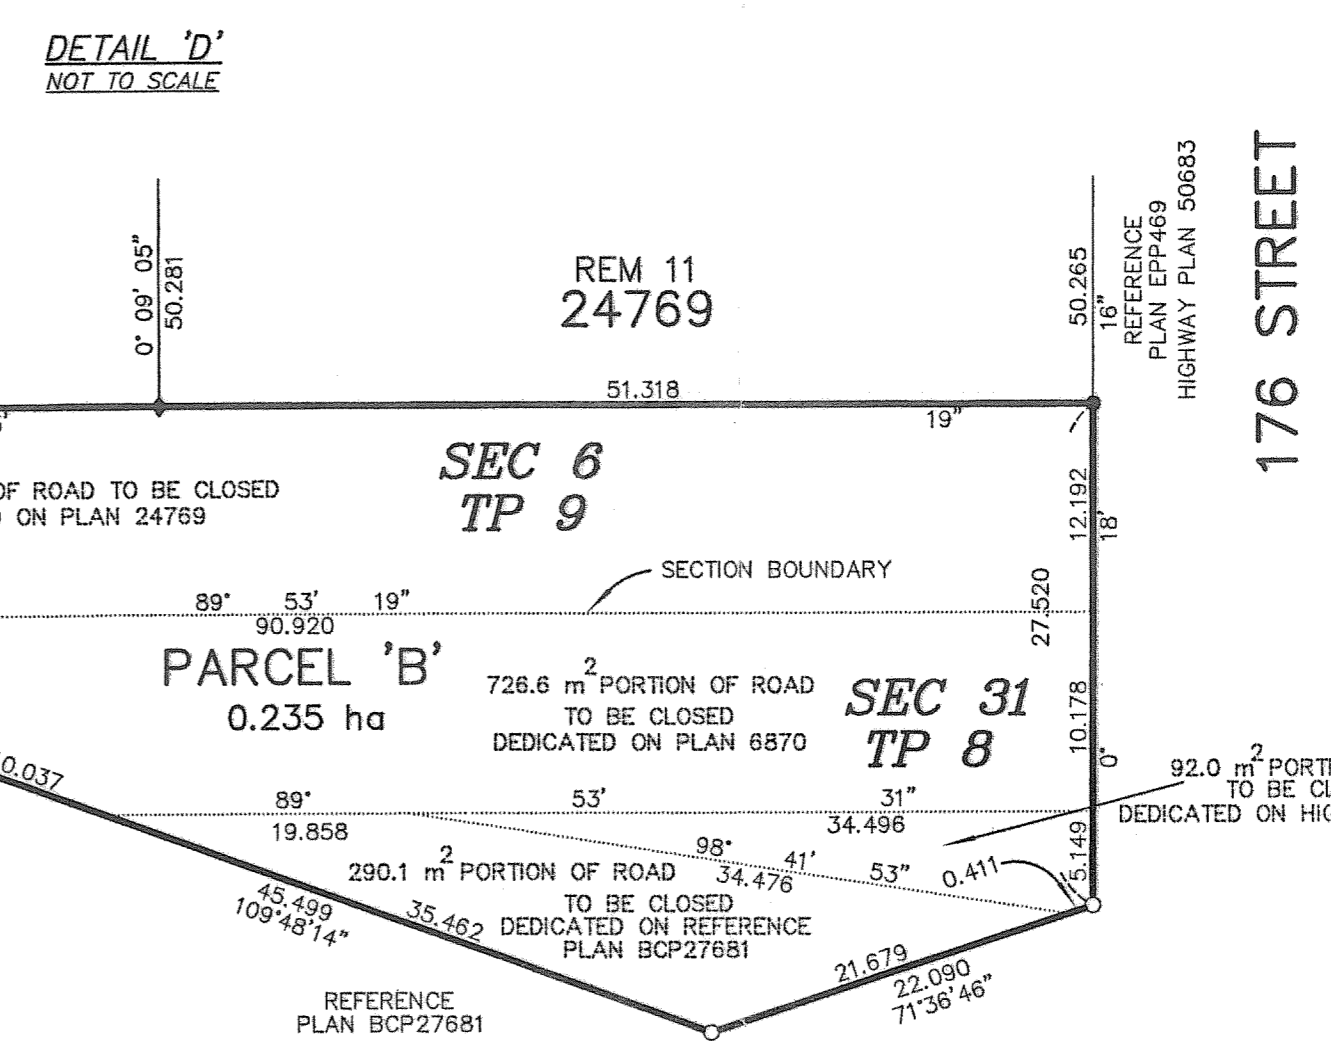 DETAIL 'D'
NOT TO SCALE
0° 09' 05"
50.281
REM 11
24769
50.265
16"
REFERENCE
PLAN EPP469
HIGHWAY PLAN 50683
176 STREET
51.318
19"
SEC 6
TP 9
OF ROAD TO BE CLOSED
ON PLAN 24769
12.192
18'
SECTION BOUNDARY
89° 53' 19"
90.920
27.520
PARCEL 'B'
0.235 ha
726.6 m2 PORTION OF ROAD
TO BE CLOSED
DEDICATED ON PLAN 6870
SEC 31
TP 8
10.178
0°
92.0 m2 PORTI
TO BE CL
DEDICATED ON HIG
0.037
89° 53' 31"
19.858
34.496
5.149
98° 41' 53"
34.476
0.411
290.1 m2 PORTION OF ROAD
TO BE CLOSED
DEDICATED ON REFERENCE
PLAN BCP27681
45.499
109°48'14"
35.462
21.679
22.090
71°36'46"
REFERENCE
PLAN BCP27681